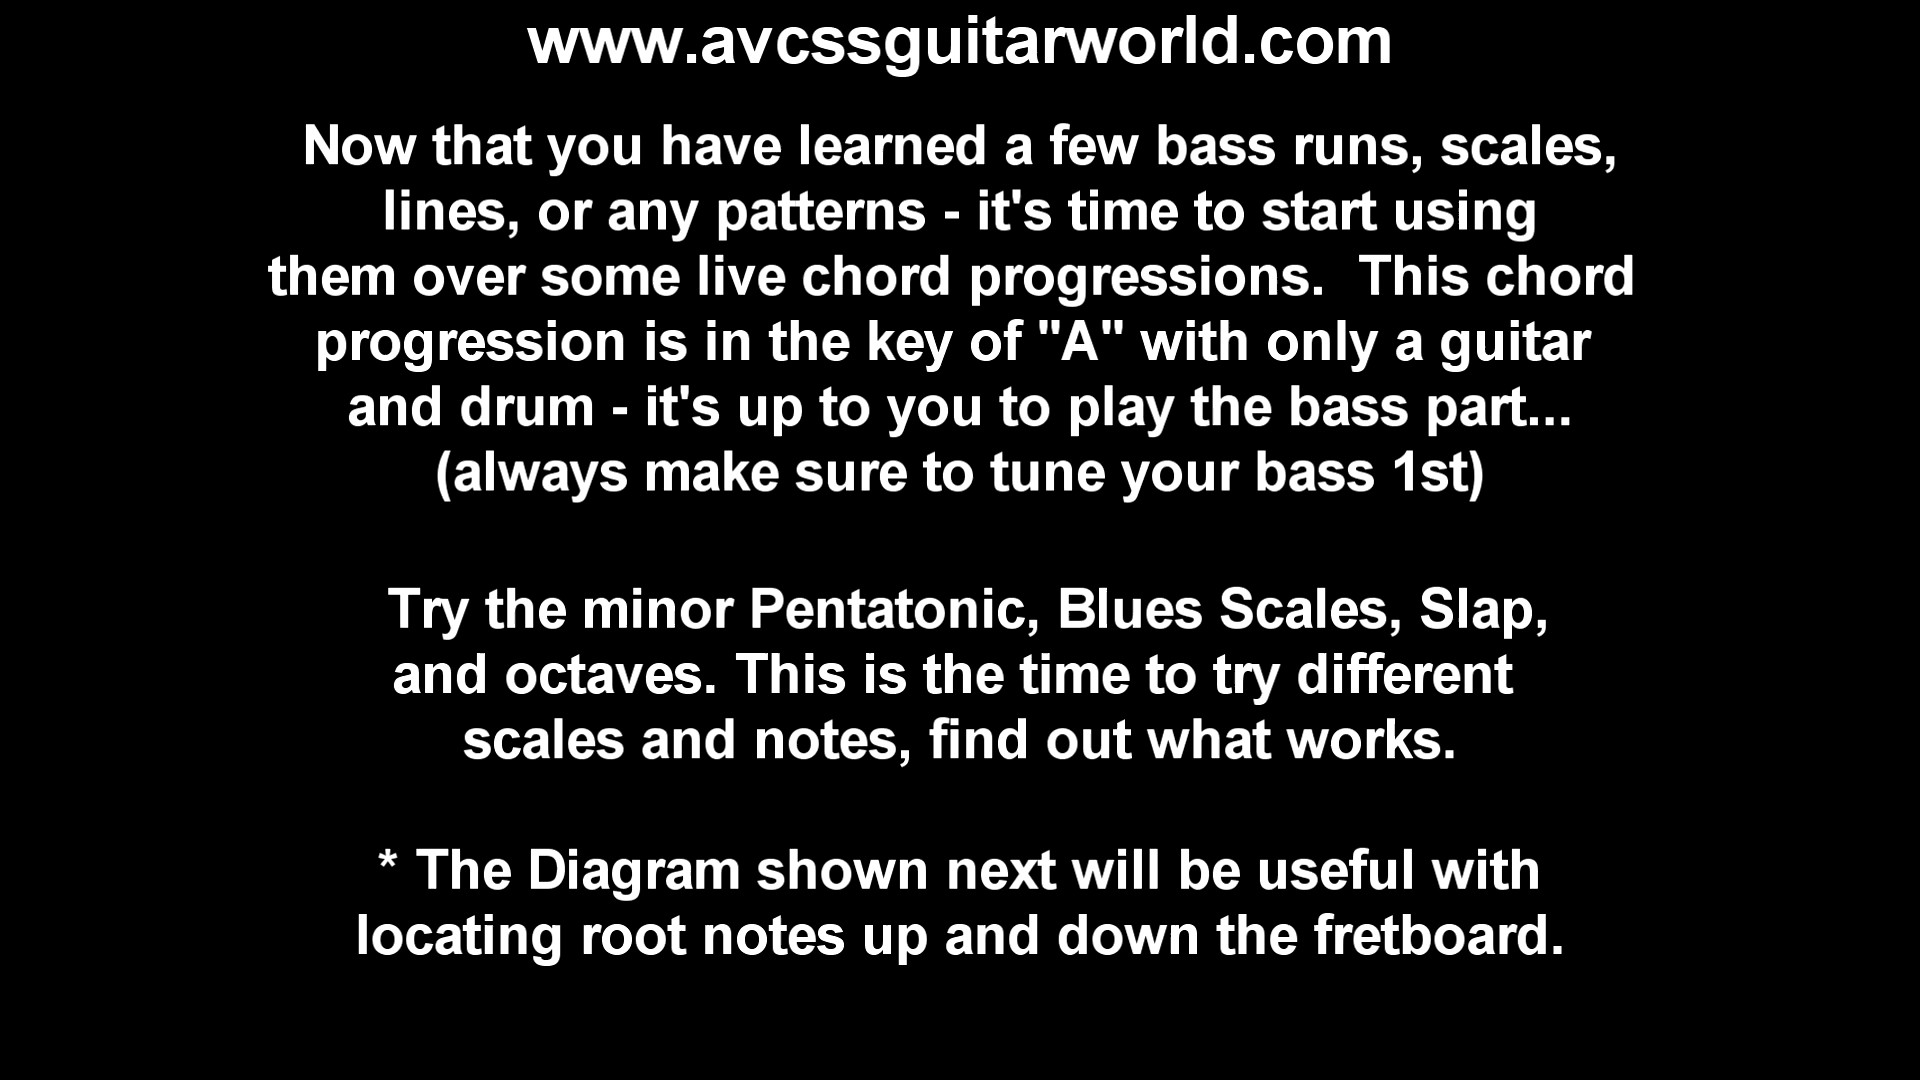 www.avcssguitarworld.com
Now that you have learned a few bass runs, scales,
lines, or any patterns - it's time to start using
them over some live chord progressions.  This chord
progression is in the key of "A" with only a guitar
and drum - it's up to you to play the bass part...
(always make sure to tune your bass 1st)
Try the minor Pentatonic, Blues Scales, Slap,
and octaves. This is the time to try different
scales and notes, find out what works.
* The Diagram shown next will be useful with
locating root notes up and down the fretboard.